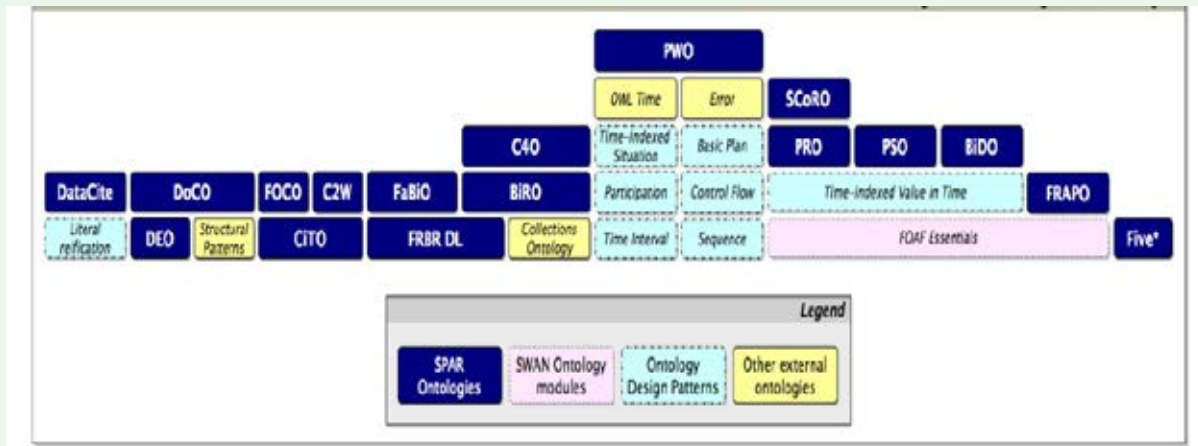 PWO
OWL Time
Error
SCoRO
C4O
Time-Indexed
Situation
Basic Plan
PRO
PSO
BiDO
DataCite
DoCO
FOCO
C2W
FaBiO
BiRO
Participation
Control Flow
Time-Indexed Value in Time
FRAPO
Literal
reification
DEO
Structural
Patterns
CiTO
FRBR DL
Collections
Ontology
Time Interval
Sequence
FOAF Essentials
Five*
Legend
SPAR
Ontologies
SWAN Ontology
modules
Ontology
Design Patterns
Other external
ontologies